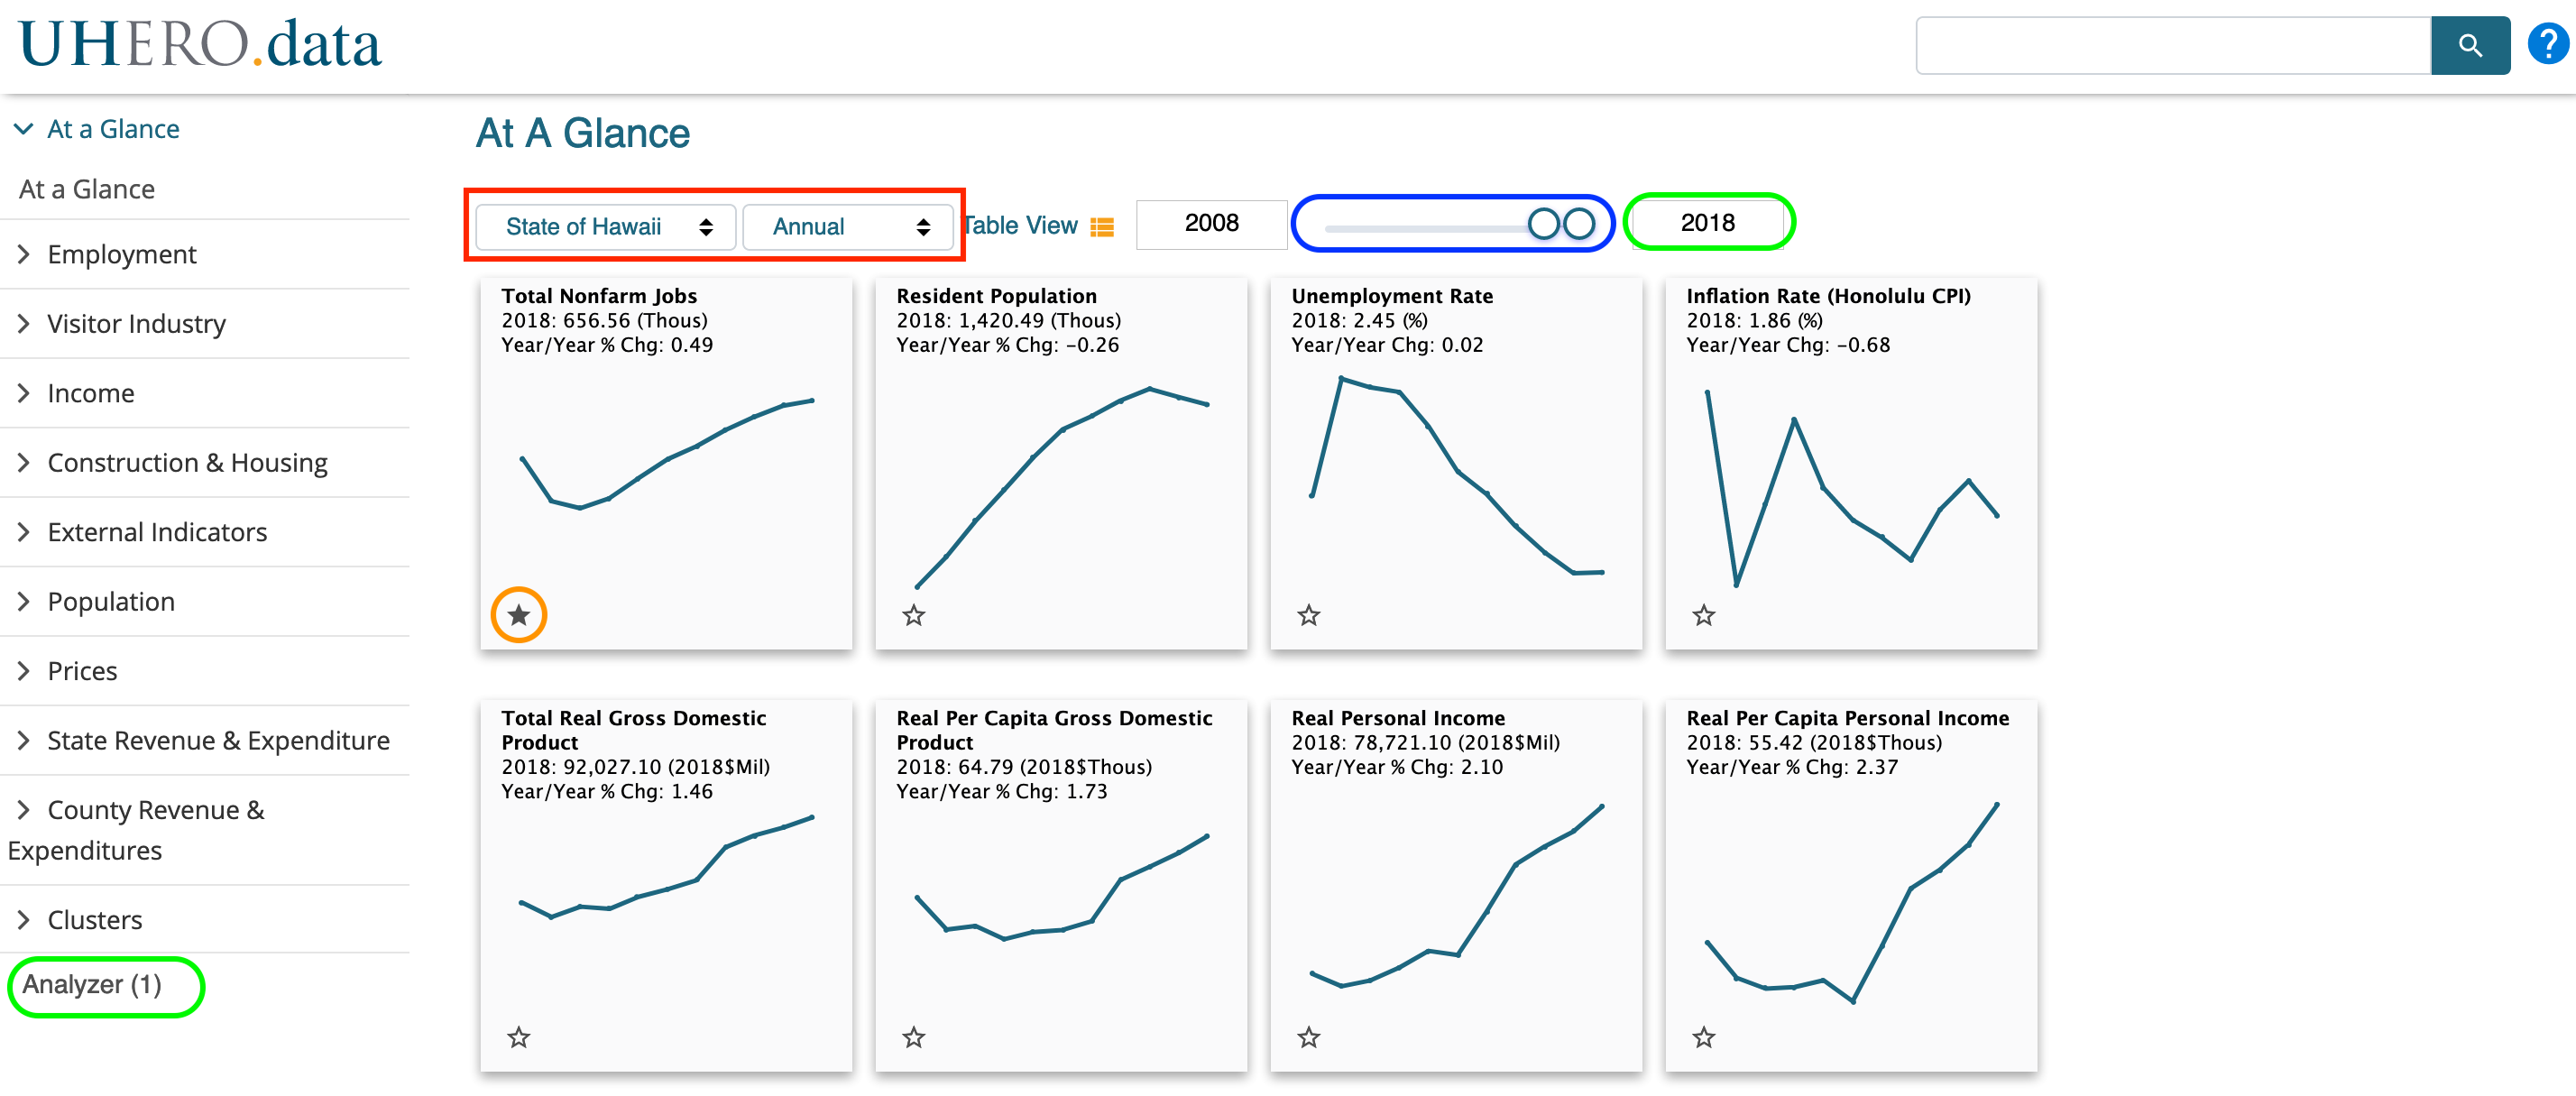 UHERO.data
?
At a Glance
At a Glance
Employment
Visitor Industry
Income
Construction & Housing
External Indicators
Population
Prices
State Revenue & Expenditure
County Revenue &
Expenditures
Clusters
Analyzer (1)
At A Glance
State of Hawaii
Annual
Table View
2008
2018
Total Nonfarm Jobs
2018: 656.56 (Thous)
Year/Year % Chg: 0.49
Resident Population
2018: 1,420.49 (Thous)
Year/Year % Chg: −0.26
Unemployment Rate
2018: 2.45 (%)
Year/Year Chg: 0.02
Inflation Rate (Honolulu CPI)
2018: 1.86 (%)
Year/Year Chg: −0.68
Total Real Gross Domestic
Product
2018: 92,027.10 (2018$Mil)
Year/Year % Chg: 1.46
Real Per Capita Gross Domestic
Product
2018: 64.79 (2018$Thous)
Year/Year % Chg: 1.73
Real Personal Income
2018: 78,721.10 (2018$Mil)
Year/Year % Chg: 2.10
Real Per Capita Personal Income
2018: 55.42 (2018$Thous)
Year/Year % Chg: 2.37